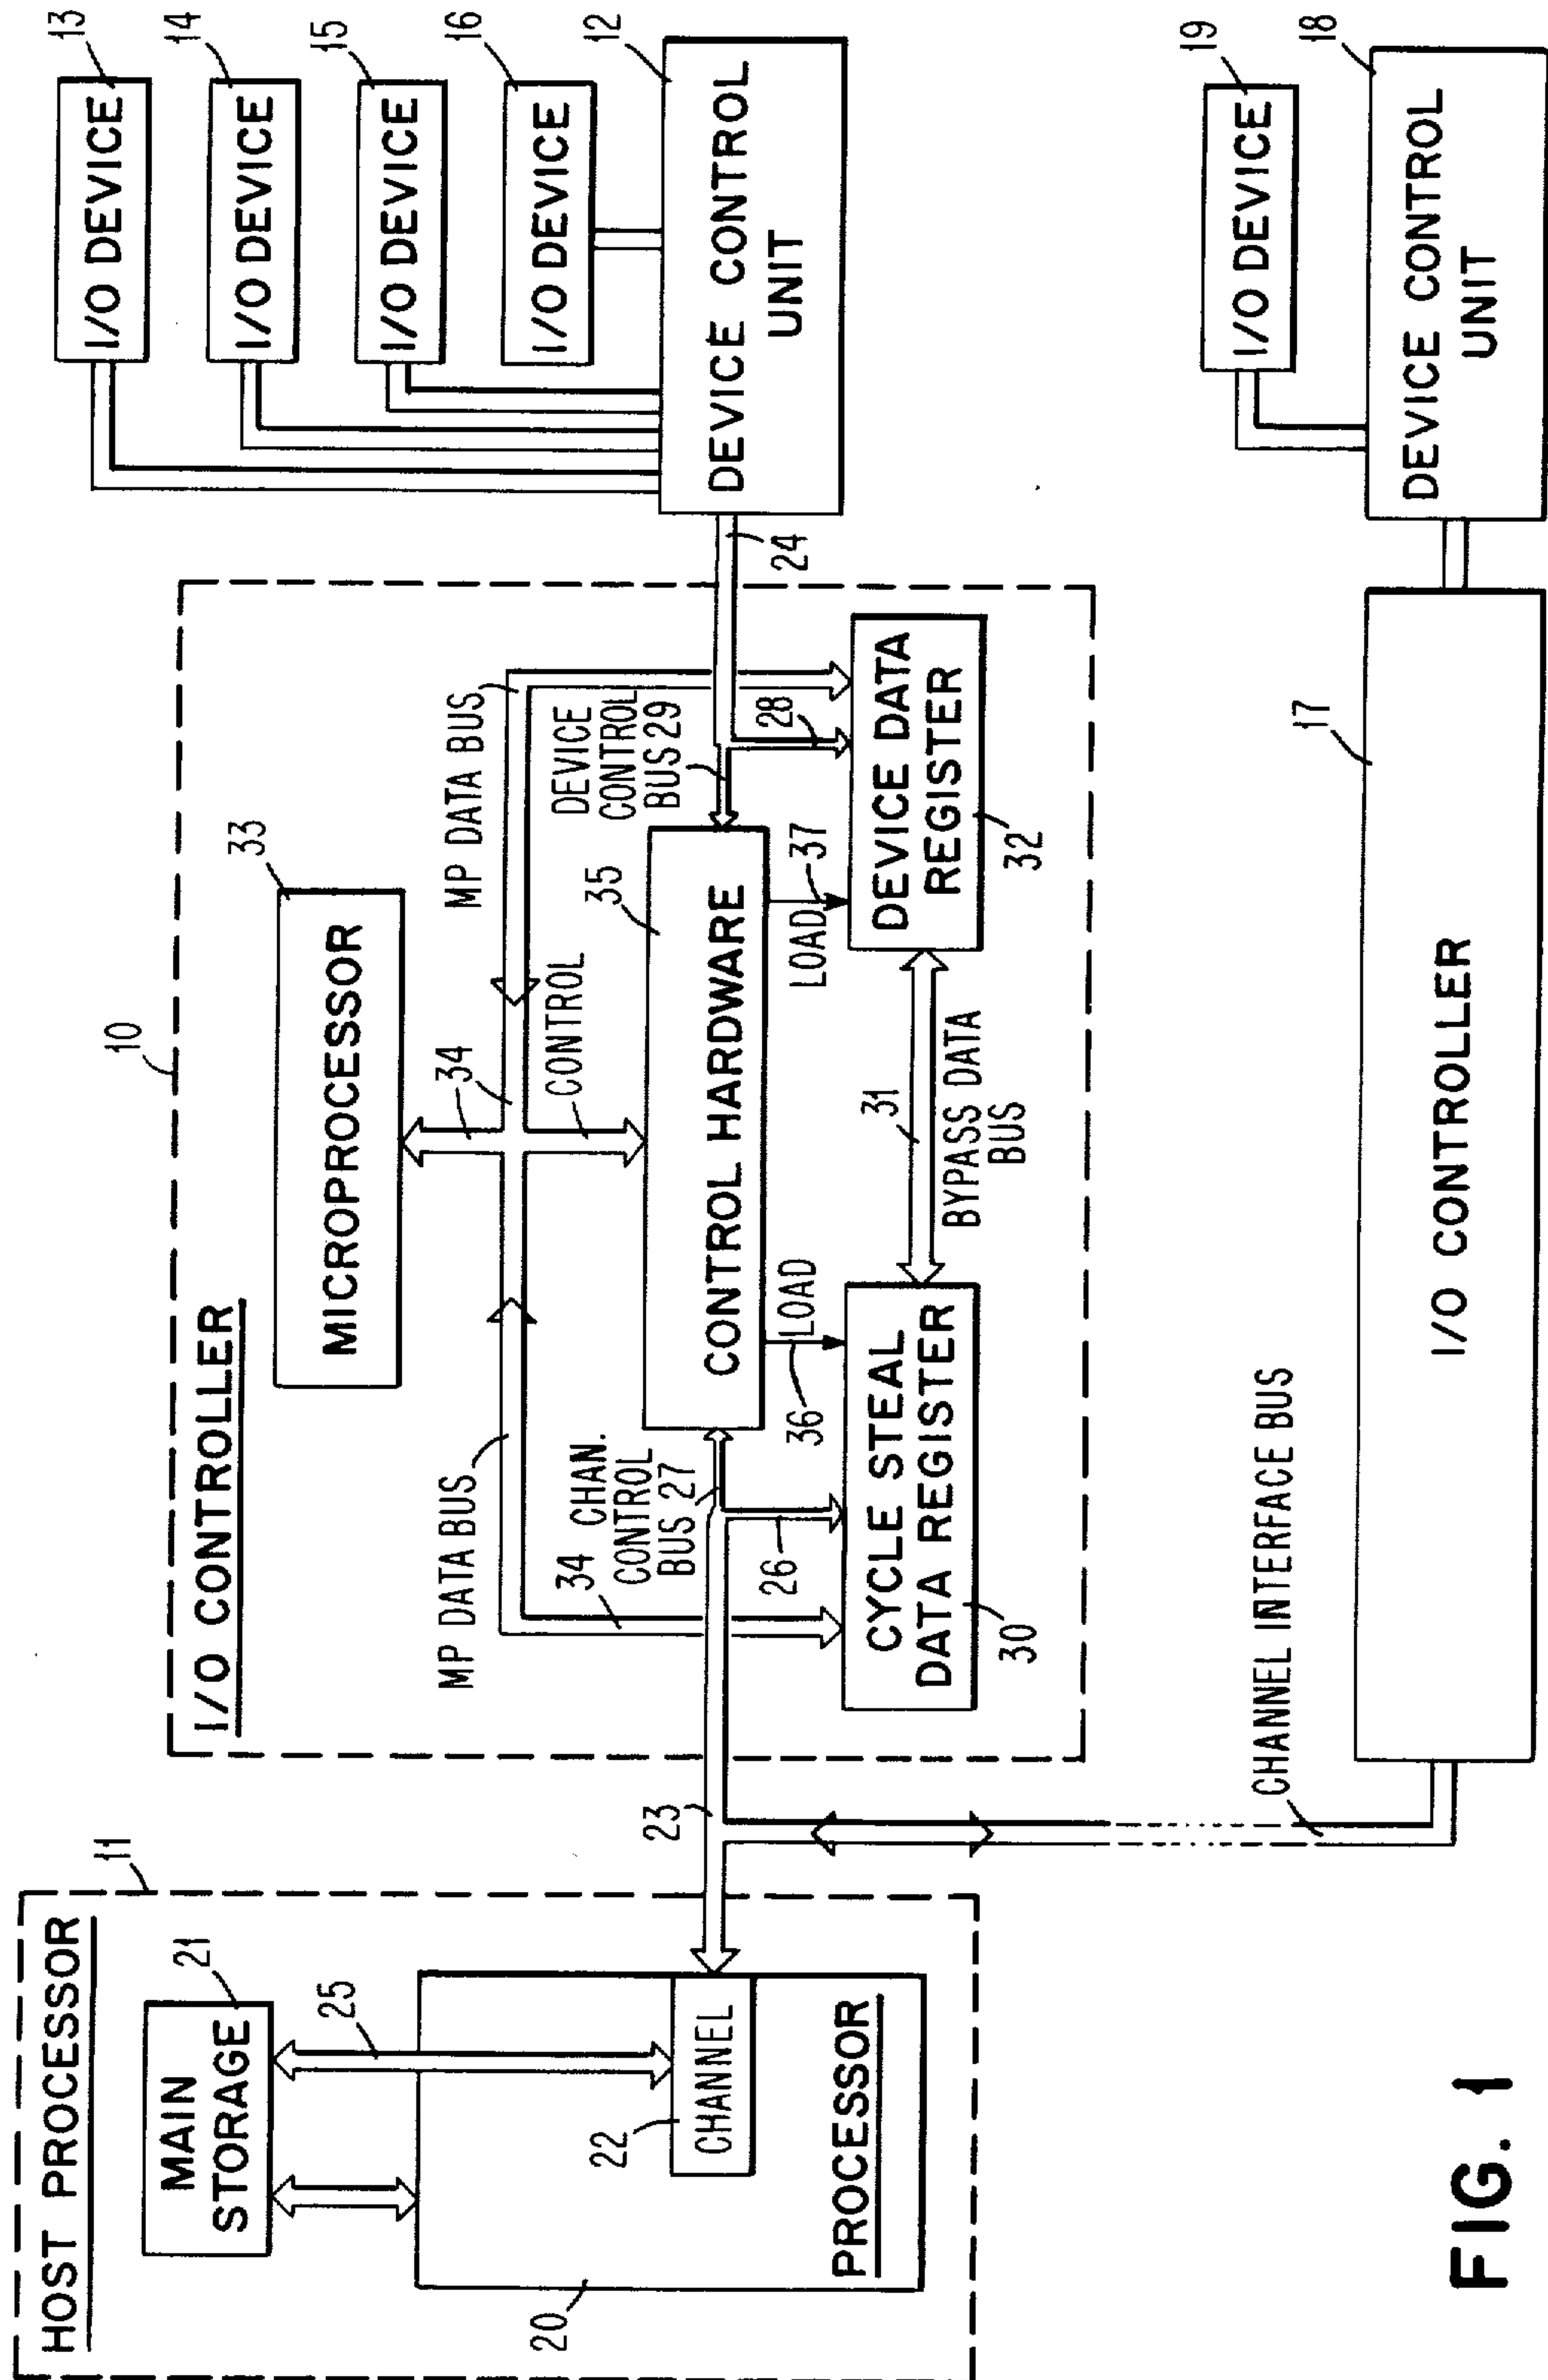 HOST PROCESSOR
11
MAIN
STORAGE
21
25
20
22
CHANNEL
PROCESSOR
23
I/O CONTROLLER
10
MICROPROCESSOR
33
MP DATA BUS
34
CONTROL
MP DATA BUS
34
CHAN.
CONTROL
BUS 27
CONTROL HARDWARE
35
DEVICE
CONTROL
BUS 29
26
36
LOAD
LOAD
37
28
24
CYCLE STEAL
DATA REGISTER
30
31
BYPASS DATA
BUS
DEVICE DATA
REGISTER
32
I/O DEVICE
13
I/O DEVICE
14
I/O DEVICE
15
I/O DEVICE
16
DEVICE CONTROL
UNIT
12
CHANNEL INTERFACE BUS
I/O CONTROLLER
17
I/O DEVICE
19
DEVICE CONTROL
UNIT
18
FIG. 1